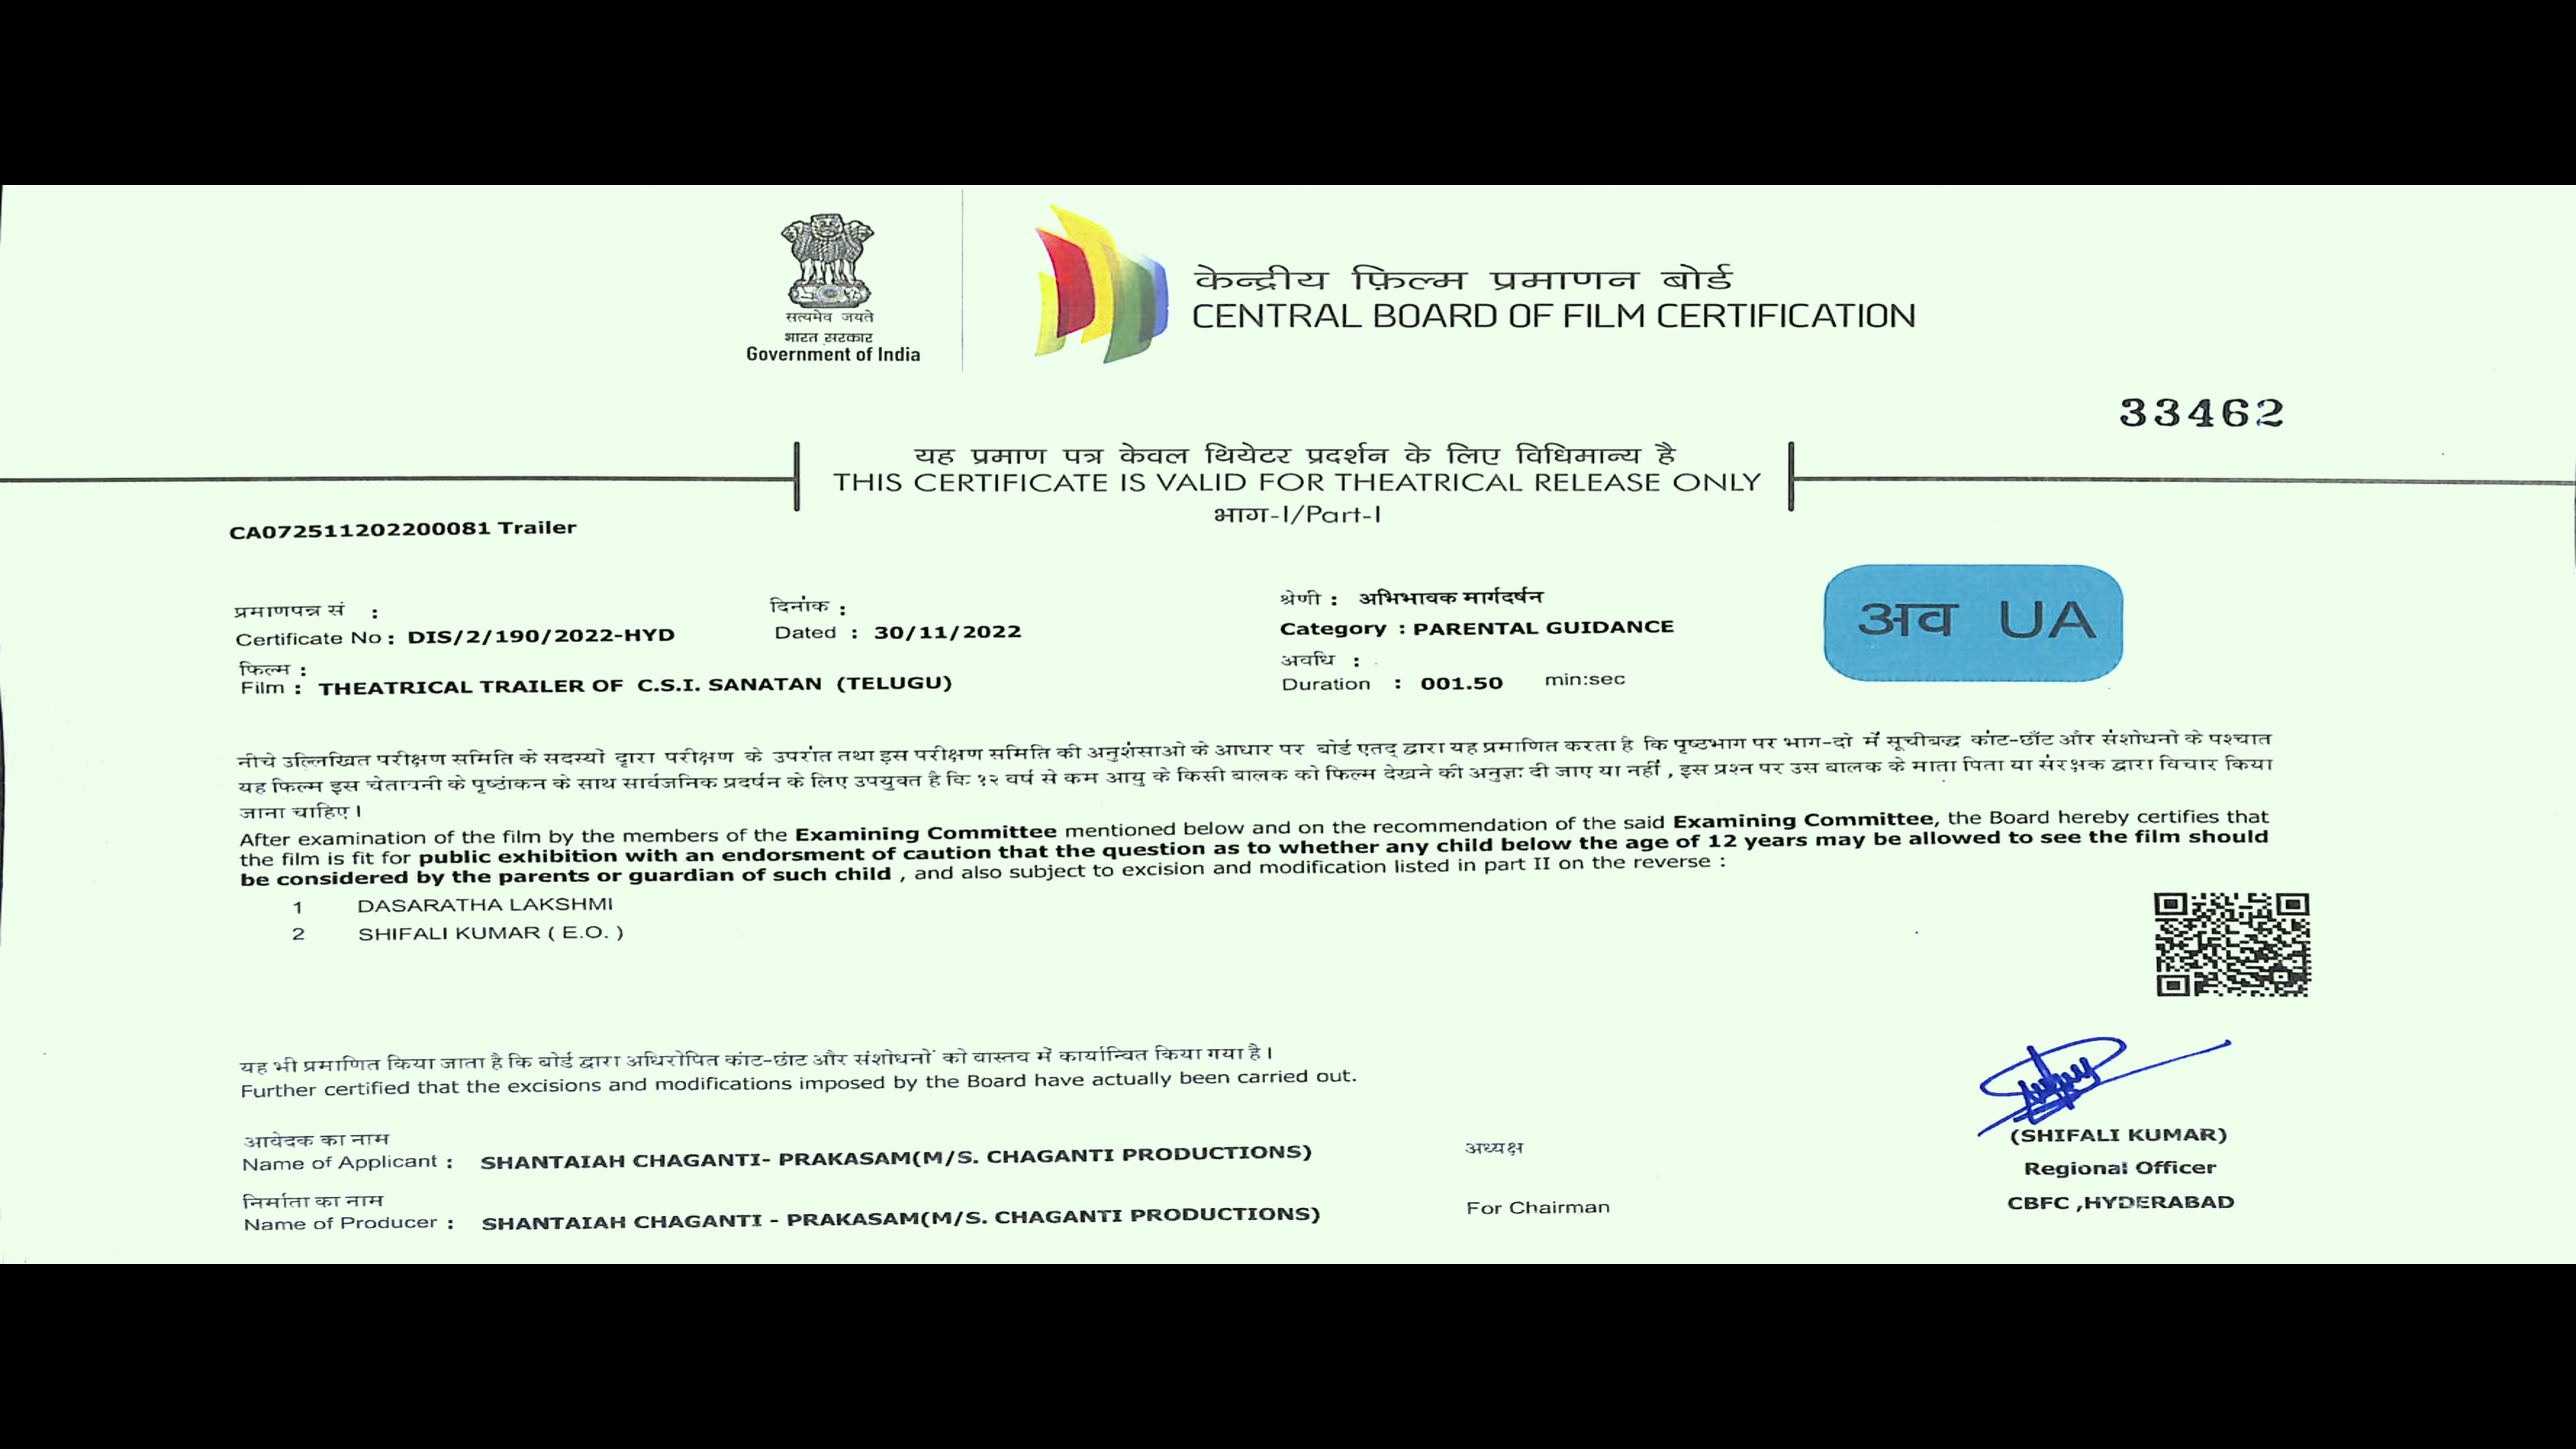 सत्यमेव जयते
भारत सरकार
Government of India
केन्द्रीय फ़िल्म प्रमाणन बोर्ड
CENTRAL BOARD OF FILM CERTIFICATION
33462
यह प्रमाण पत्र केवल थियेटर प्रदर्शन के लिए विधिमान्य है
THIS CERTIFICATE IS VALID FOR THEATRICAL RELEASE ONLY
भाग-I/Part-I
CA072511202200081 Trailer
प्रमाणपत्र सं :
Certificate No : DIS/2/190/2022-HYD
दिनांक :
Dated : 30/11/2022
श्रेणी : अभिभावक मार्गदर्षन
Category : PARENTAL GUIDANCE
अव UA
फिल्म :
Film : THEATRICAL TRAILER OF C.S.I. SANATAN (TELUGU)
अवधि :
Duration : 001.50 min:sec
नीचे उल्लिखित परीक्षण समिति के सदस्यों द्वारा परीक्षण के उपरांत तथा इस परीक्षण समिति की अनुशंसाओ के आधार पर बोर्ड एतद् द्वारा यह प्रमाणित करता है कि पृष्ठभाग पर भाग-दो में सूचीबद्ध कांट-छाँट और संशोधनो के पश्चात
यह फिल्म इस चेतावनी के पृष्ठांकन के साथ सार्वजनिक प्रदर्षन के लिए उपयुक्त है कि १२ वर्ष से कम आयु के किसी बालक को फिल्म देखने की अनुज्ञा दी जाए या नहीं , इस प्रश्न पर उस बालक के माता पिता या संरक्षक द्वारा विचार किया
जाना चाहिए ।
After examination of the film by the members of the Examining Committee mentioned below and on the recommendation of the said Examining Committee, the Board hereby certifies that
the film is fit for public exhibition with an endorsment of caution that the question as to whether any child below the age of 12 years may be allowed to see the film should
be considered by the parents or guardian of such child , and also subject to excision and modification listed in part II on the reverse :
1 DASARATHA LAKSHMI
2 SHIFALI KUMAR ( E.O. )
यह भी प्रमाणित किया जाता है कि बोर्ड द्वारा अधिरोपित कांट-छांट और संशोधनों को वास्तव में कार्यान्वित किया गया है ।
Further certified that the excisions and modifications imposed by the Board have actually been carried out.
आवेदक का नाम
Name of Applicant : SHANTAIAH CHAGANTI- PRAKASAM(M/S. CHAGANTI PRODUCTIONS)
निर्माता का नाम
Name of Producer : SHANTAIAH CHAGANTI - PRAKASAM(M/S. CHAGANTI PRODUCTIONS)
अध्यक्ष
For Chairman
(SHIFALI KUMAR)
Regional Officer
CBFC ,HYDERABAD